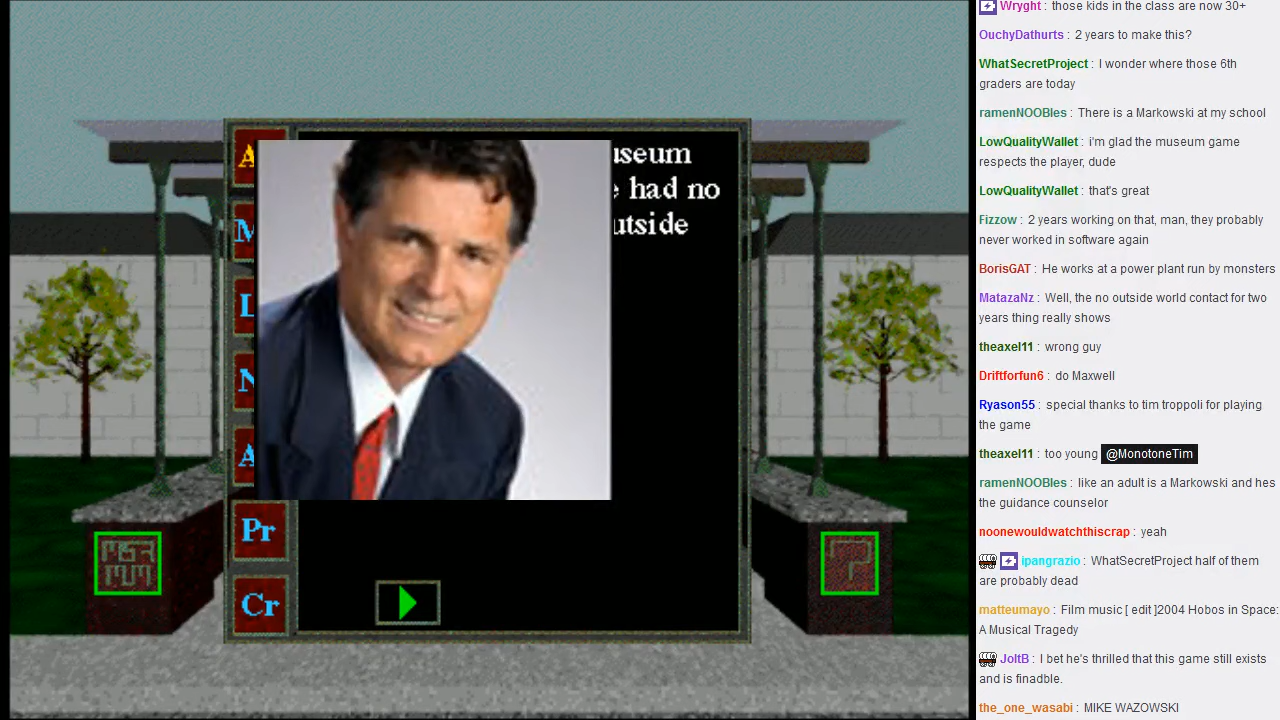 A
useum
e had no
M
utside
L
N
A
Pr
Cr
Wryght : those kids in the class are now 30+
OuchyDathurts : 2 years to make this?
WhatSecretProject : I wonder where those 6th
graders are today
ramenNOOBles : There is a Markowski at my school
LowQualityWallet : i'm glad the museum game
respects the player, dude
LowQualityWallet : that's great
Fizzow : 2 years working on that, man, they probably
never worked in software again
BorisGAT : He works at a power plant run by monsters
MatazaNz : Well, the no outside world contact for two
years thing really shows
theaxel11 : wrong guy
Driftforfun6 : do Maxwell
Ryason55 : special thanks to tim troppoli for playing
the game
theaxel11 : too young @MonotoneTim
ramenNOOBles : like an adult is a Markowski and hes
the guidance counselor
noonewouldwatchthiscrap : yeah
ipangrazio : WhatSecretProject half of them
are probably dead
matteumayo : Film music [ edit ]2004 Hobos in Space:
A Musical Tragedy
JoltB : I bet he's thrilled that this game still exists
and is finadble.
the_one_wasabi : MIKE WAZOWSKI